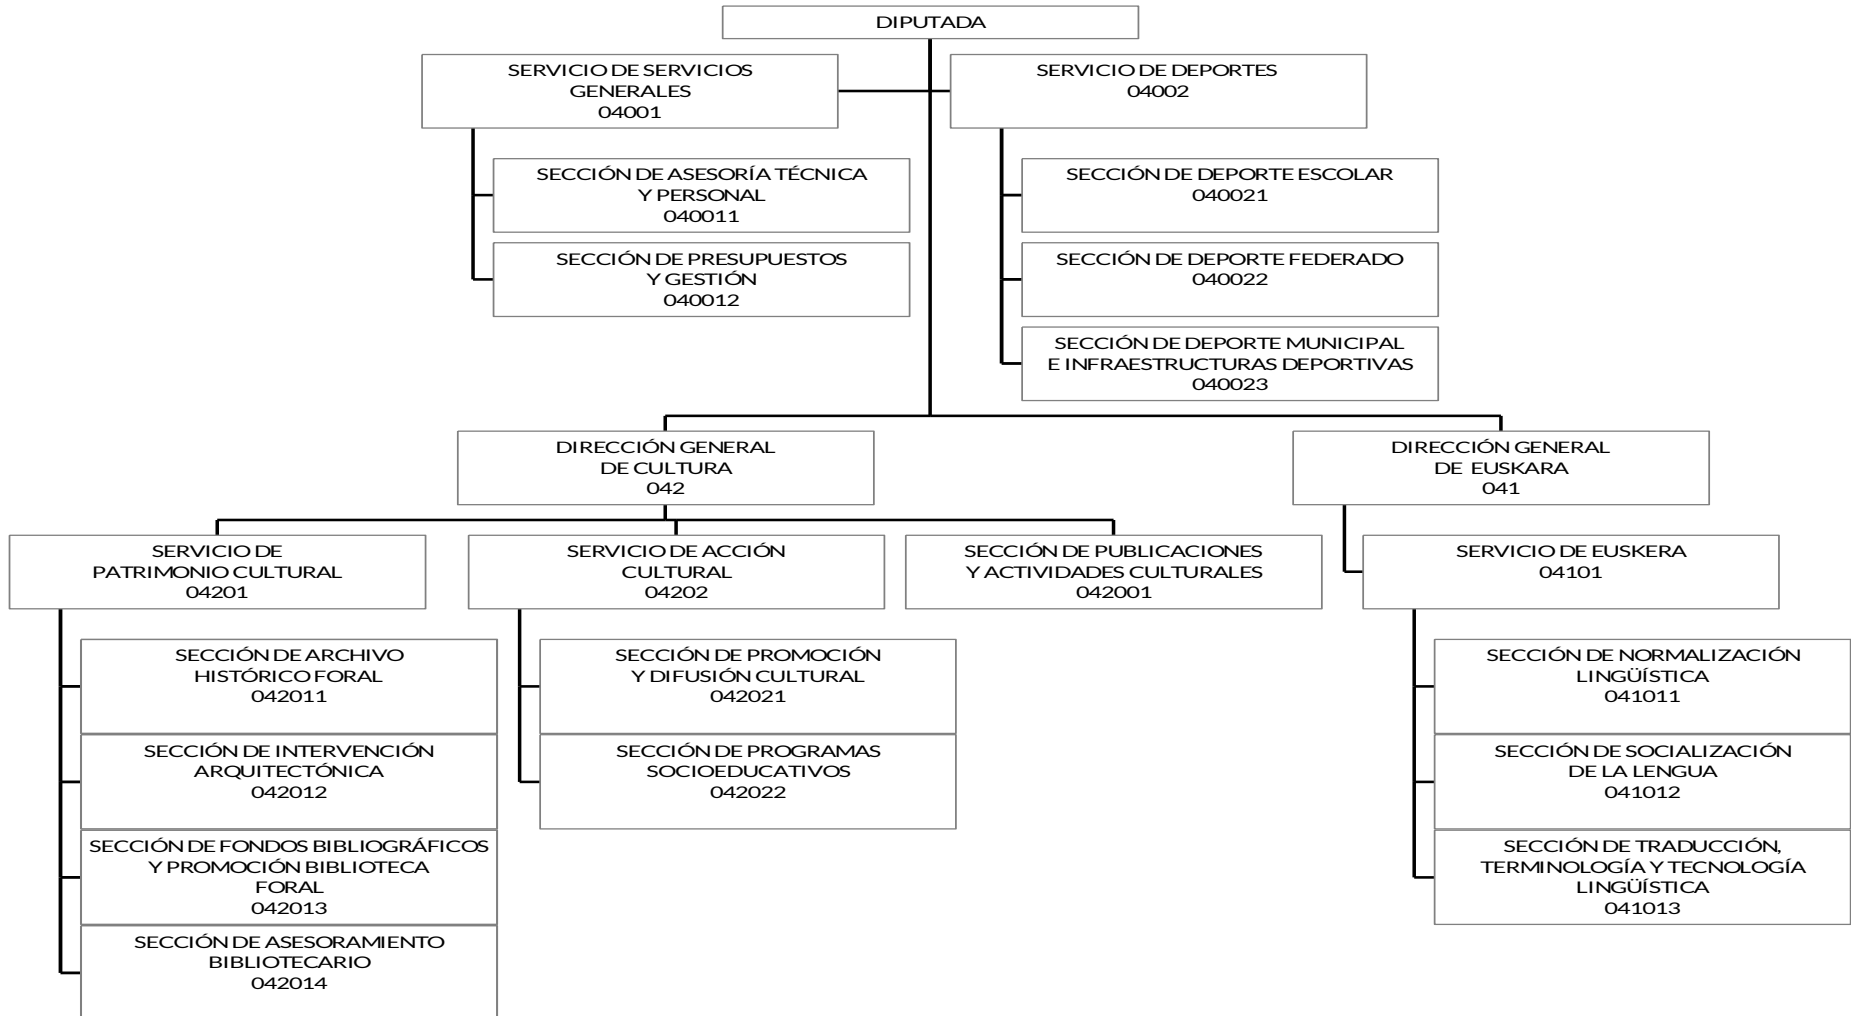 DIPUTADA
SERVICIO DE SERVICIOS
GENERALES
04001
SERVICIO DE DEPORTES
04002
SECCIÓN DE ASESORÍA TÉCNICA
Y PERSONAL
040011
SECCIÓN DE PRESUPUESTOS
Y GESTIÓN
040012
SECCIÓN DE DEPORTE ESCOLAR
040021
SECCIÓN DE DEPORTE FEDERADO
040022
SECCIÓN DE DEPORTE MUNICIPAL
E INFRAESTRUCTURAS DEPORTIVAS
040023
DIRECCIÓN GENERAL
DE CULTURA
042
DIRECCIÓN GENERAL
DE EUSKARA
041
SERVICIO DE
PATRIMONIO CULTURAL
04201
SERVICIO DE ACCIÓN
CULTURAL
04202
SECCIÓN DE PUBLICACIONES
Y ACTIVIDADES CULTURALES
042001
SERVICIO DE EUSKERA
04101
SECCIÓN DE ARCHIVO
HISTÓRICO FORAL
042011
SECCIÓN DE INTERVENCIÓN
ARQUITECTÓNICA
042012
SECCIÓN DE FONDOS BIBLIOGRÁFICOS
Y PROMOCIÓN BIBLIOTECA
FORAL
042013
SECCIÓN DE ASESORAMIENTO
BIBLIOTECARIO
042014
SECCIÓN DE PROMOCIÓN
Y DIFUSIÓN CULTURAL
042021
SECCIÓN DE PROGRAMAS
SOCIOEDUCATIVOS
042022
SECCIÓN DE NORMALIZACIÓN
LINGÜÍSTICA
041011
SECCIÓN DE SOCIALIZACIÓN
DE LA LENGUA
041012
SECCIÓN DE TRADUCCIÓN,
TERMINOLOGÍA Y TECNOLOGÍA
LINGÜÍSTICA
041013